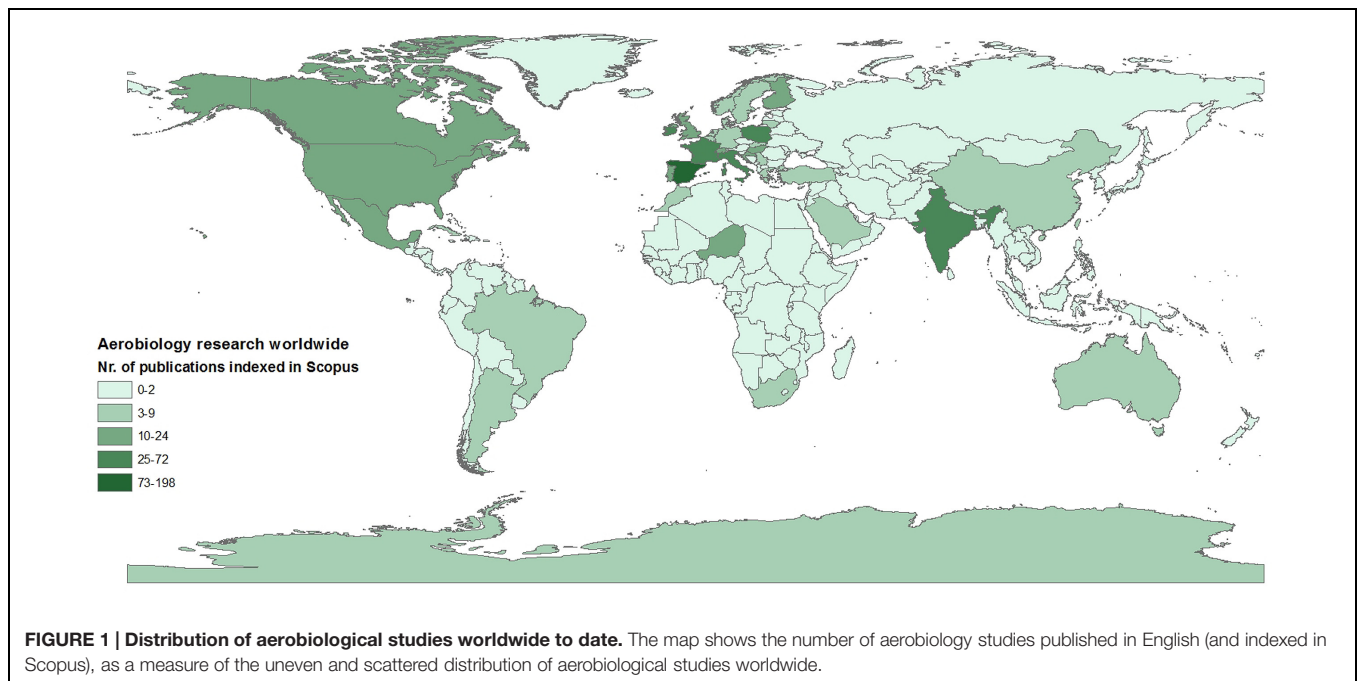 Aerobiology research worldwide
Nr. of publications indexed in Scopus
0-2
3-9
10-24
25-72
73-198
FIGURE 1 | Distribution of aerobiological studies worldwide to date. The map shows the number of aerobiology studies published in English (and indexed in
Scopus), as a measure of the uneven and scattered distribution of aerobiological studies worldwide.